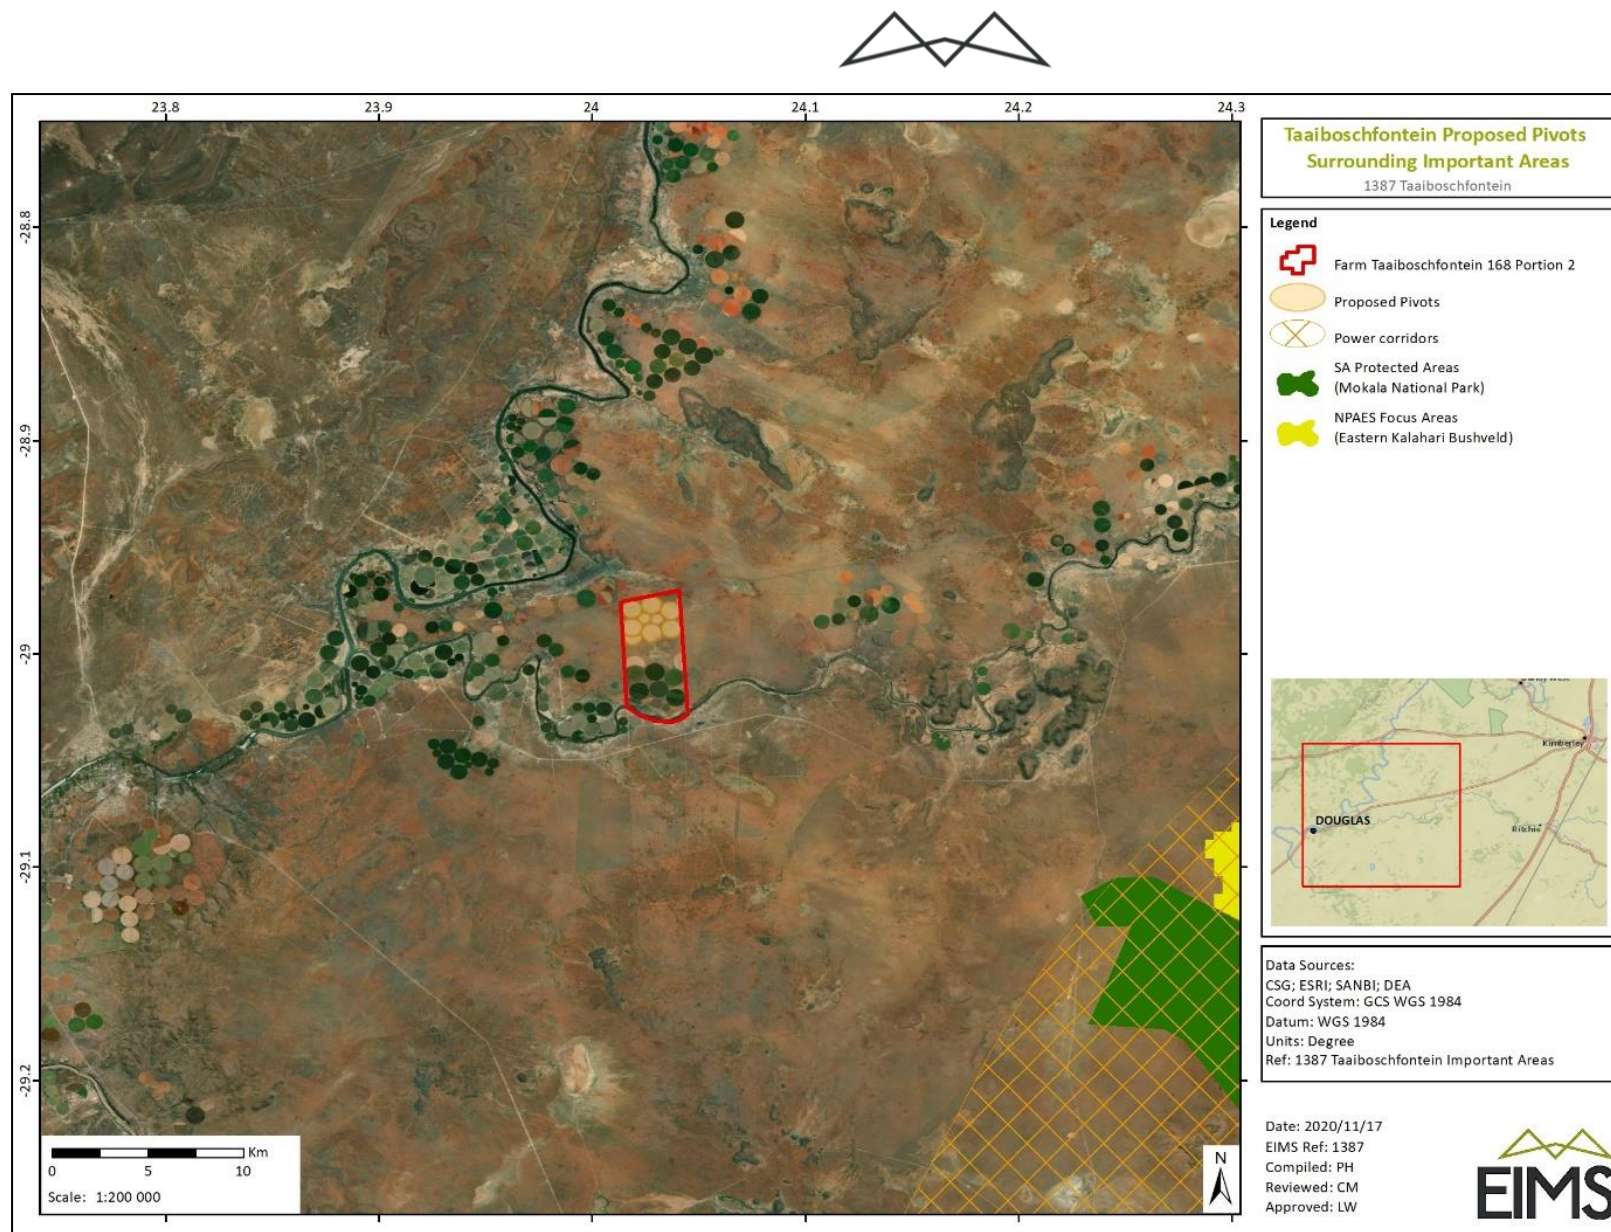 23.8 23.9 24 24.1 24.2 24.3
-28.8
-28.9
-29
-29.1
-29.2
Km
0 5 10
Scale: 1:200 000
N
Taaiboschfontein Proposed Pivots
Surrounding Important Areas
1387 Taaiboschfontein
Legend
Farm Taaiboschfontein 168 Portion 2
Proposed Pivots
Power corridors
SA Protected Areas
(Mokala National Park)
NPAES Focus Areas
(Eastern Kalahari Bushveld)
Kimberley
DOUGLAS
Ritchie
Data Sources:
CSG; ESRI; SANBI; DEA
Coord System: GCS WGS 1984
Datum: WGS 1984
Units: Degree
Ref: 1387 Taaiboschfontein Important Areas
Date: 2020/11/17
EIMS Ref: 1387
Compiled: PH
Reviewed: CM
Approved: LW
EIMS